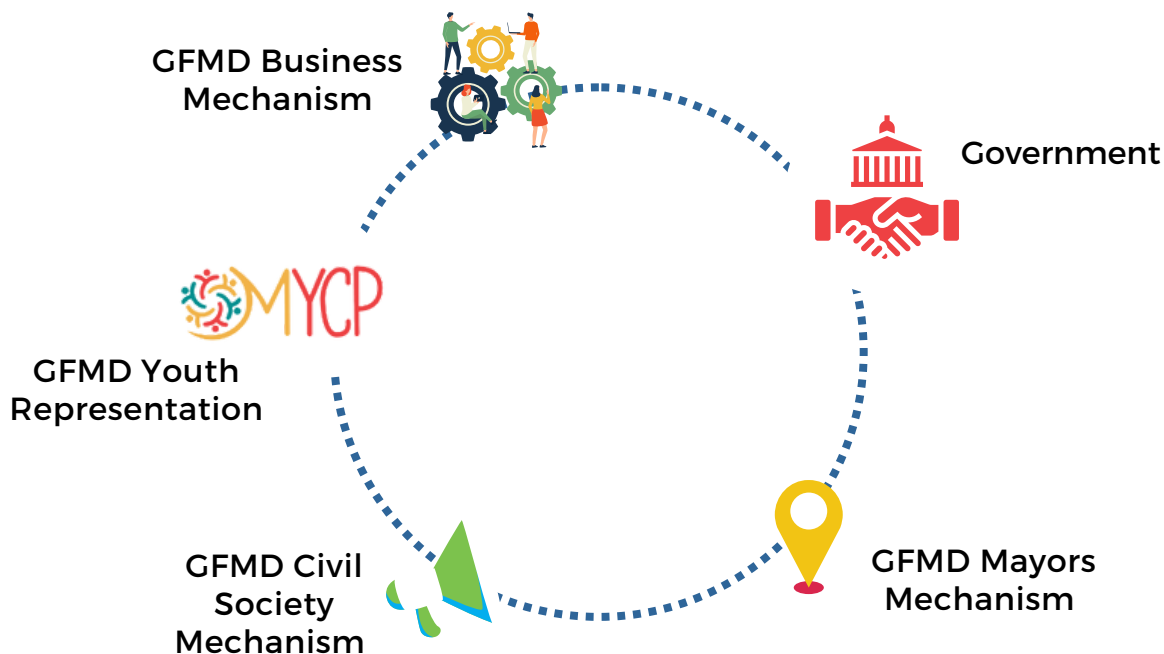 GFMD Business
Mechanism
Government
MYCP
GFMD Youth
Representation
GFMD Civil
Society
Mechanism
GFMD Mayors
Mechanism